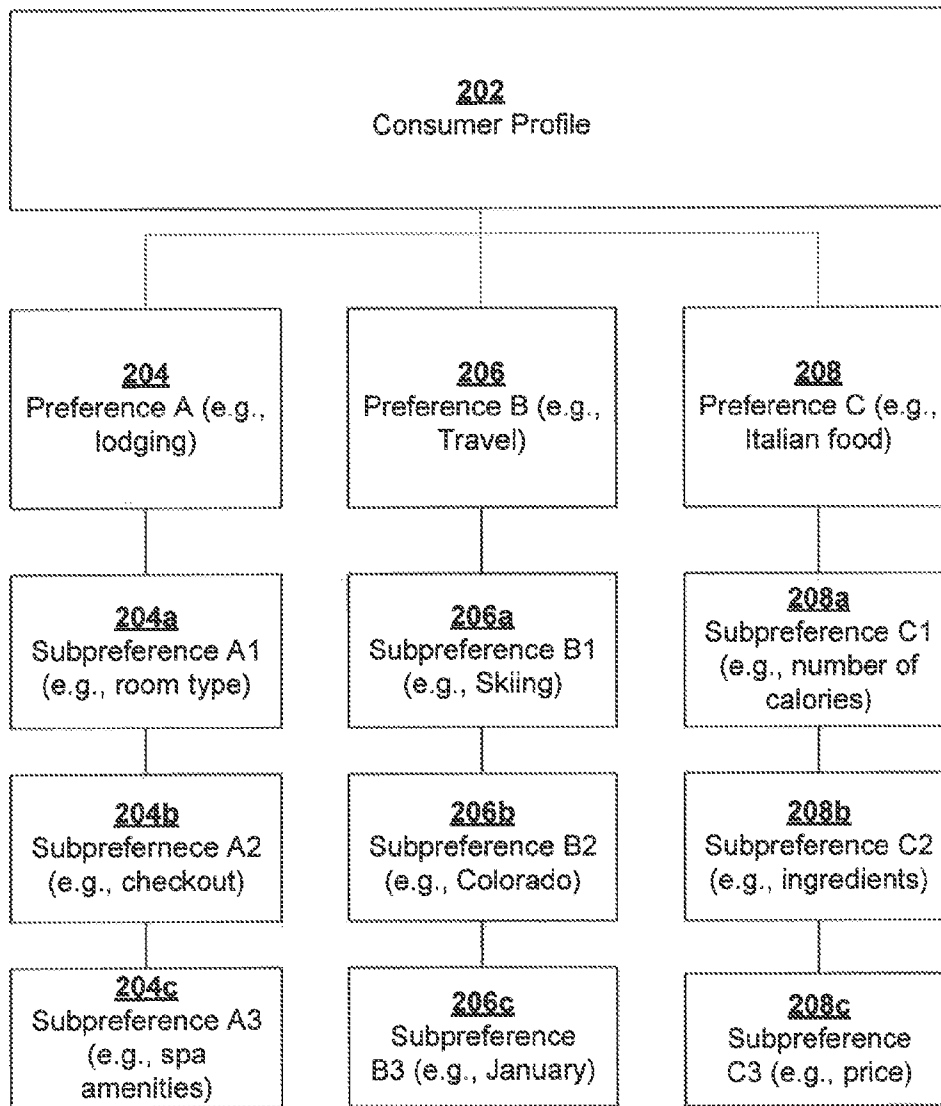 202
Consumer Profile
204
Preference A (e.g.,
lodging)
206
Preference B (e.g.,
Travel)
208
Preference C (e.g.,
Italian food)
204a
Subpreference A1
(e.g., room type)
206a
Subpreference B1
(e.g., Skiing)
208a
Subpreference C1
(e.g., number of
calories)
204b
Subprefernece A2
(e.g., checkout)
206b
Subpreference B2
(e.g., Colorado)
208b
Subpreference C2
(e.g., ingredients)
204c
Subpreference A3
(e.g., spa
amenities)
206c
Subpreference
B3 (e.g., January)
208c
Subpreference
C3 (e.g., price)